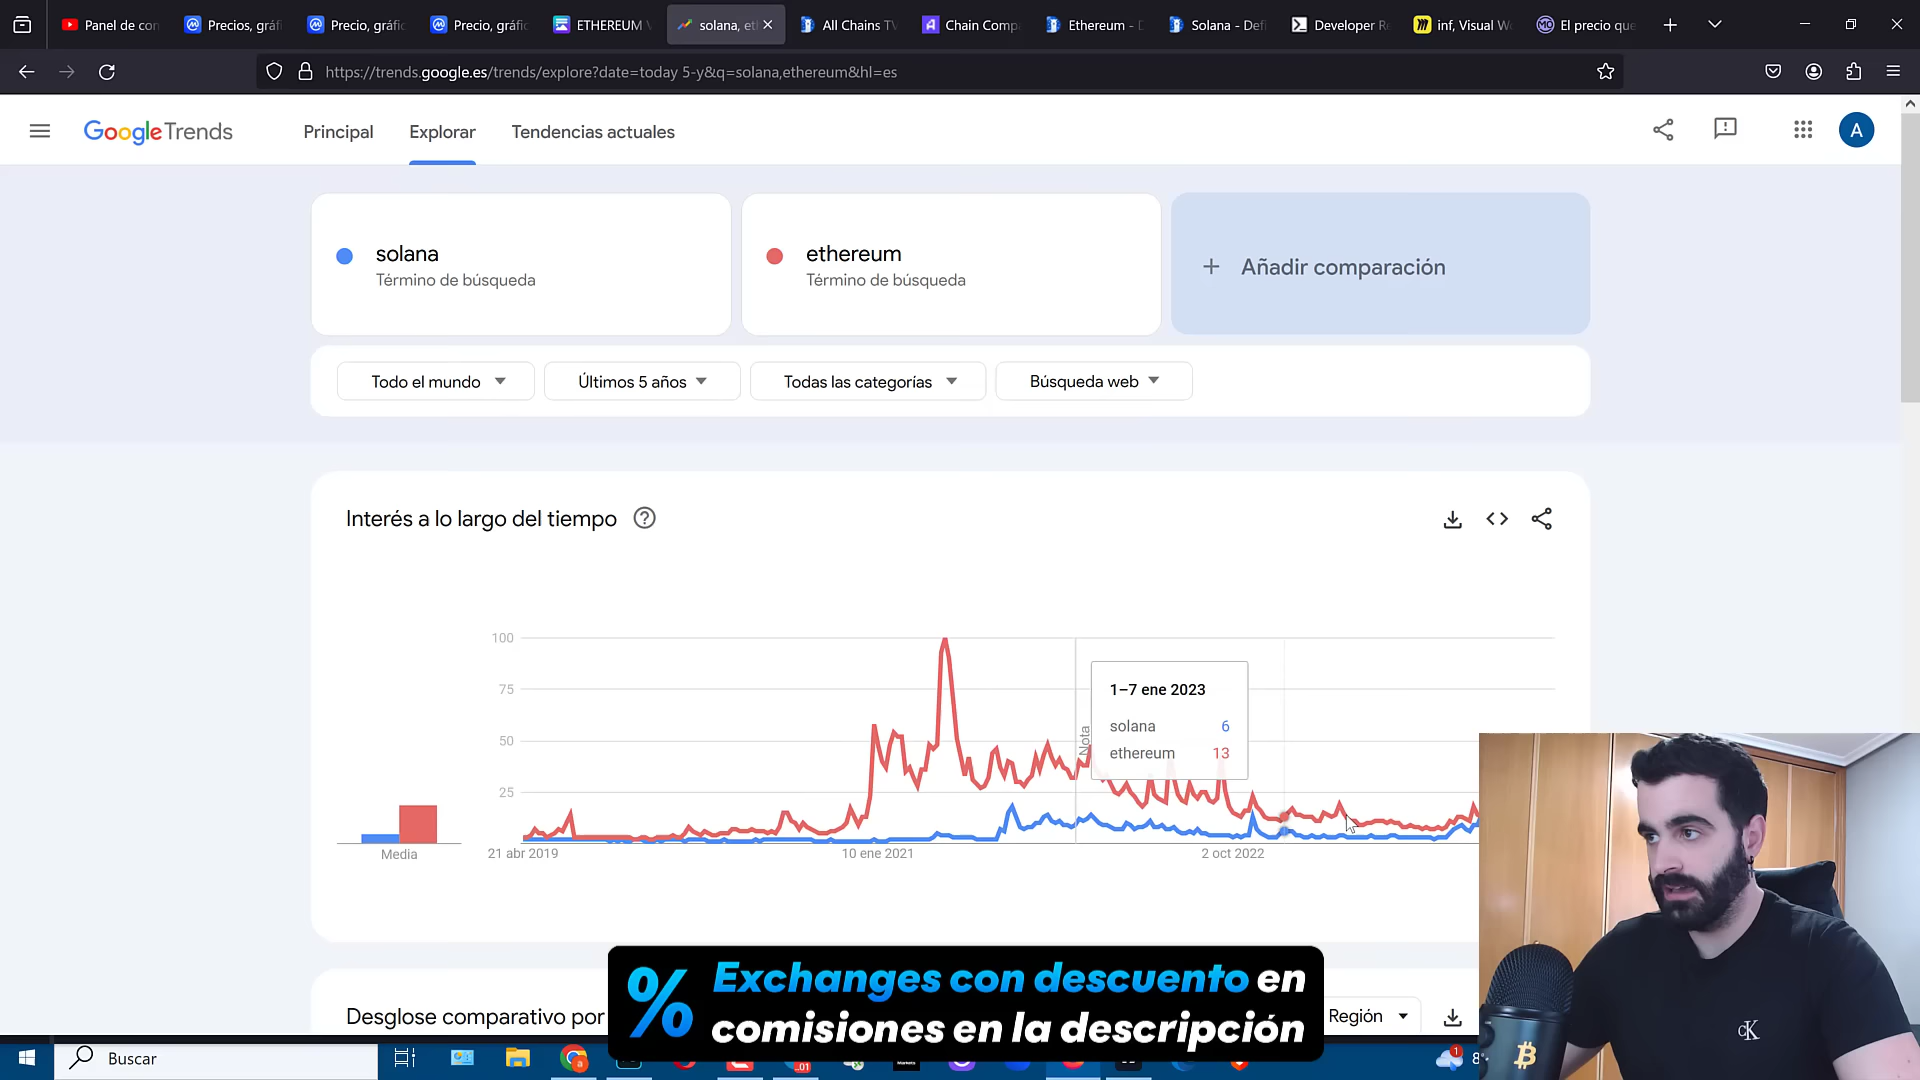 Panel de con
Precios, gráfi
Precio, gráfic
Precio, gráfic
ETHEREUM
solana, et
All Chains TV
Chain Comp
Ethereum - D
Solana - Defi
Developer Re
inf, Visual Wo
El precio que
https://trends.google.es/trends/explore?date=today 5-y&q=solana,ethereum&hl=es
Google Trends
Principal
Explorar
Tendencias actuales
A
solana
Término de búsqueda
ethereum
Término de búsqueda
+ Añadir comparación
Todo el mundo
Últimos 5 años
Todas las categorías
Búsqueda web
Interés a lo largo del tiempo
100
75
50
25
Nota
1–7 ene 2023
solana 6
ethereum 13
Media
21 abr 2019
10 ene 2021
2 oct 2022
Desglose comparativo por
Región
% Exchanges con descuento en
comisiones en la descripción
Buscar
CK